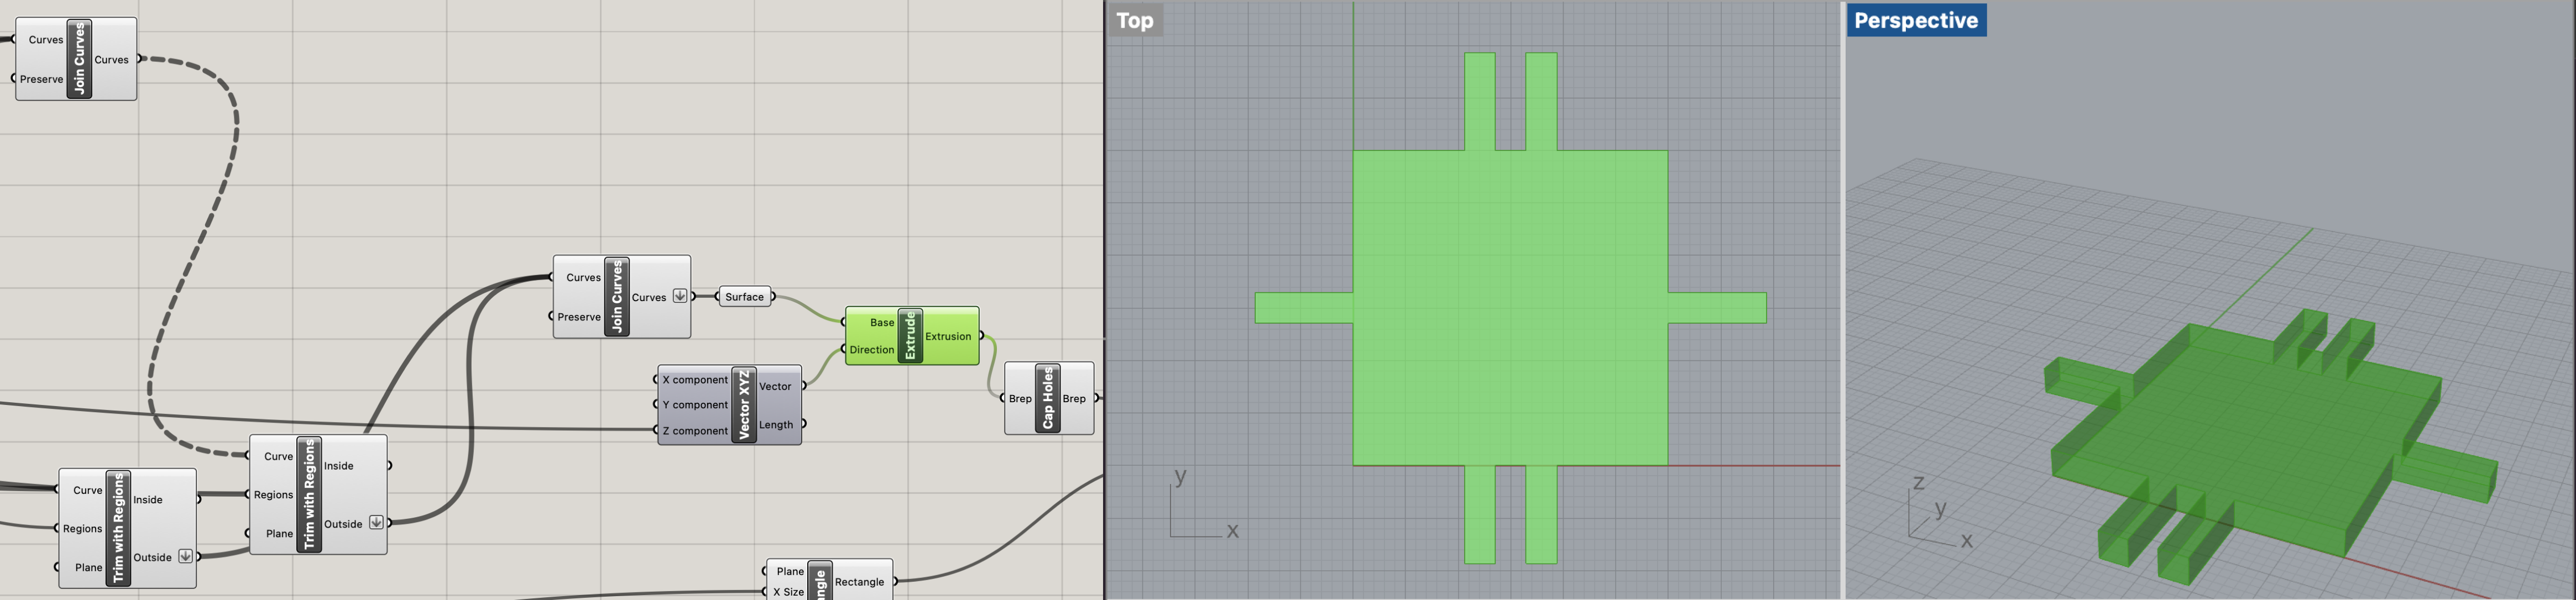 Curves
Preserve
Join Curves
Curves
Curve
Regions
Plane
Trim with Regions
Inside
Outside
Curve
Regions
Plane
Trim with Regions
Inside
Outside
Curves
Preserve
Join Curves
Curves
Surface
X component
Y component
Z component
Vector XYZ
Vector
Length
Base
Direction
Extrude
Extrusion
Brep
Cap Holes
Brep
Plane
X Size
angle
Rectangle
Top
y
x
Perspective
z
y
x